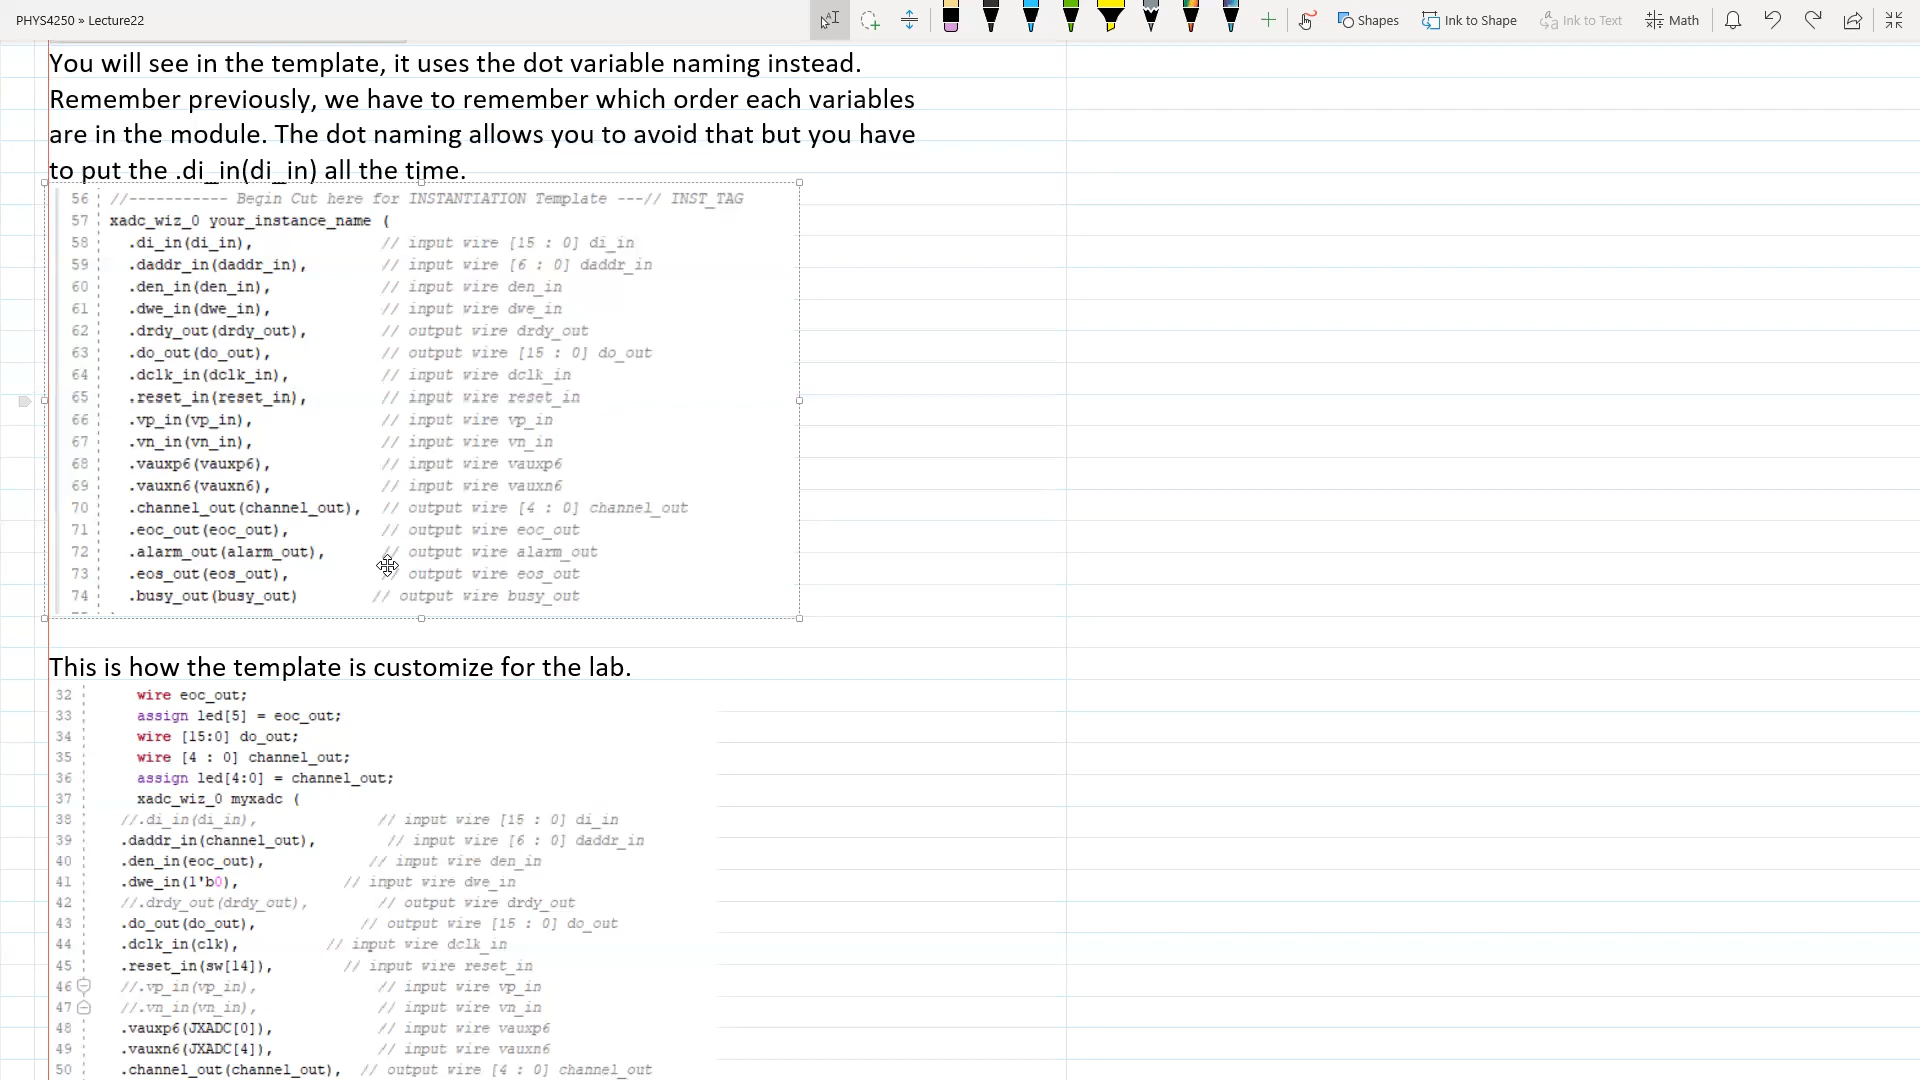 PHYS4250 » Lecture22
Shapes
Ink to Shape
Ink to Text
Math
You will see in the template, it uses the dot variable naming instead.
Remember previously, we have to remember which order each variables
are in the module. The dot naming allows you to avoid that but you have
to put the .di_in(di_in) all the time.
56 //----------- Begin Cut here for INSTANTIATION Template ---// INST_TAG
57 xadc_wiz_0 your_instance_name (
58 .di_in(di_in), // input wire [15 : 0] di_in
59 .daddr_in(daddr_in), // input wire [6 : 0] daddr_in
60 .den_in(den_in), // input wire den_in
61 .dwe_in(dwe_in), // input wire dwe_in
62 .drdy_out(drdy_out), // output wire drdy_out
63 .do_out(do_out), // output wire [15 : 0] do_out
64 .dclk_in(dclk_in), // input wire dclk_in
65 .reset_in(reset_in), // input wire reset_in
66 .vp_in(vp_in), // input wire vp_in
67 .vn_in(vn_in), // input wire vn_in
68 .vauxp6(vauxp6), // input wire vauxp6
69 .vauxn6(vauxn6), // input wire vauxn6
70 .channel_out(channel_out), // output wire [4 : 0] channel_out
71 .eoc_out(eoc_out), // output wire eoc_out
72 .alarm_out(alarm_out), // output wire alarm_out
73 .eos_out(eos_out), // output wire eos_out
74 .busy_out(busy_out) // output wire busy_out
This is how the template is customize for the lab.
32 wire eoc_out;
33 assign led[5] = eoc_out;
34 wire [15:0] do_out;
35 wire [4 : 0] channel_out;
36 assign led[4:0] = channel_out;
37 xadc_wiz_0 myxadc (
38 //.di_in(di_in), // input wire [15 : 0] di_in
39 .daddr_in(channel_out), // input wire [6 : 0] daddr_in
40 .den_in(eoc_out), // input wire den_in
41 .dwe_in(1'b0), // input wire dwe_in
42 //.drdy_out(drdy_out), // output wire drdy_out
43 .do_out(do_out), // output wire [15 : 0] do_out
44 .dclk_in(clk), // input wire dclk_in
45 .reset_in(sw[14]), // input wire reset_in
46 //.vp_in(vp_in), // input wire vp_in
47 //.vn_in(vn_in), // input wire vn_in
48 .vauxp6(JXADC[0]), // input wire vauxp6
49 .vauxn6(JXADC[4]), // input wire vauxn6
50 .channel_out(channel_out), // output wire [4 : 0] channel_out